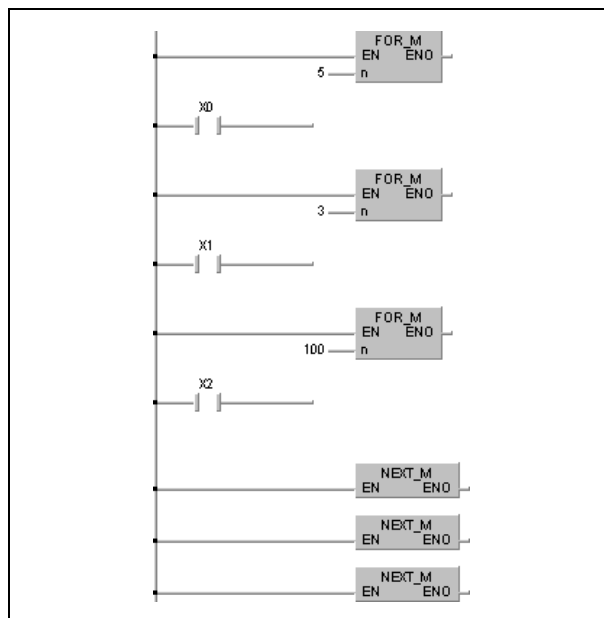 FOR_M
EN ENO
5 n
X0
FOR_M
EN ENO
3 n
X1
FOR_M
EN ENO
100 n
X2
NEXT_M
EN ENO
NEXT_M
EN ENO
NEXT_M
EN ENO